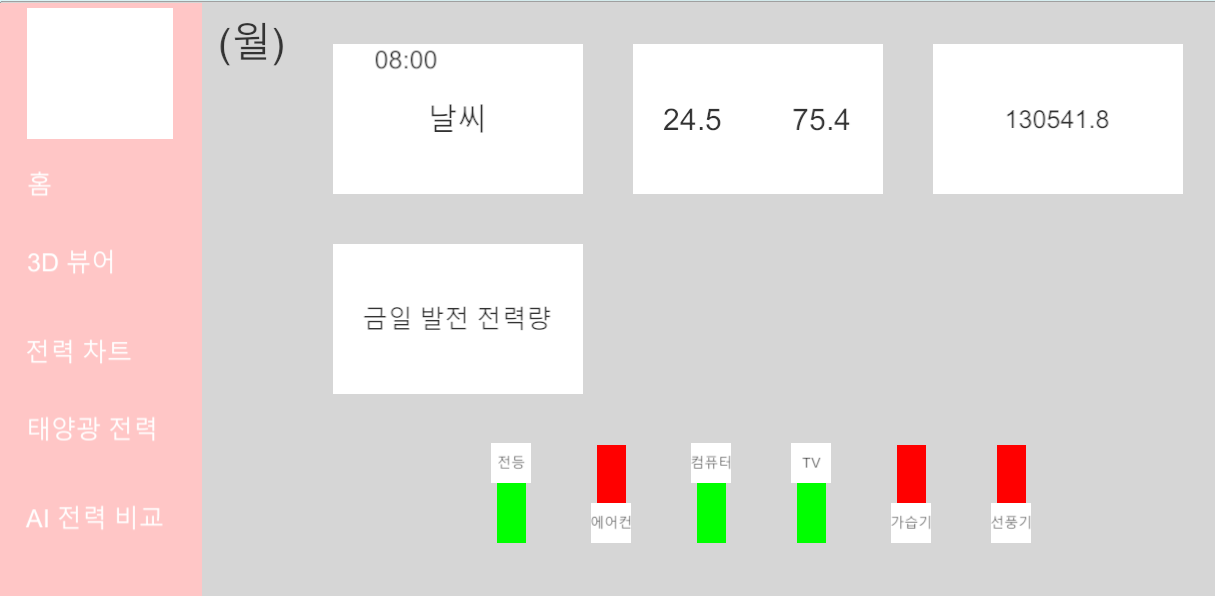 홈
3D 뷰어
전력 차트
태양광 전력
AI 전력 비교
(월)
08:00
날씨
24.5
75.4
130541.8
금일 발전 전력량
전등
에어컨
컴퓨터
TV
가습기
선풍기